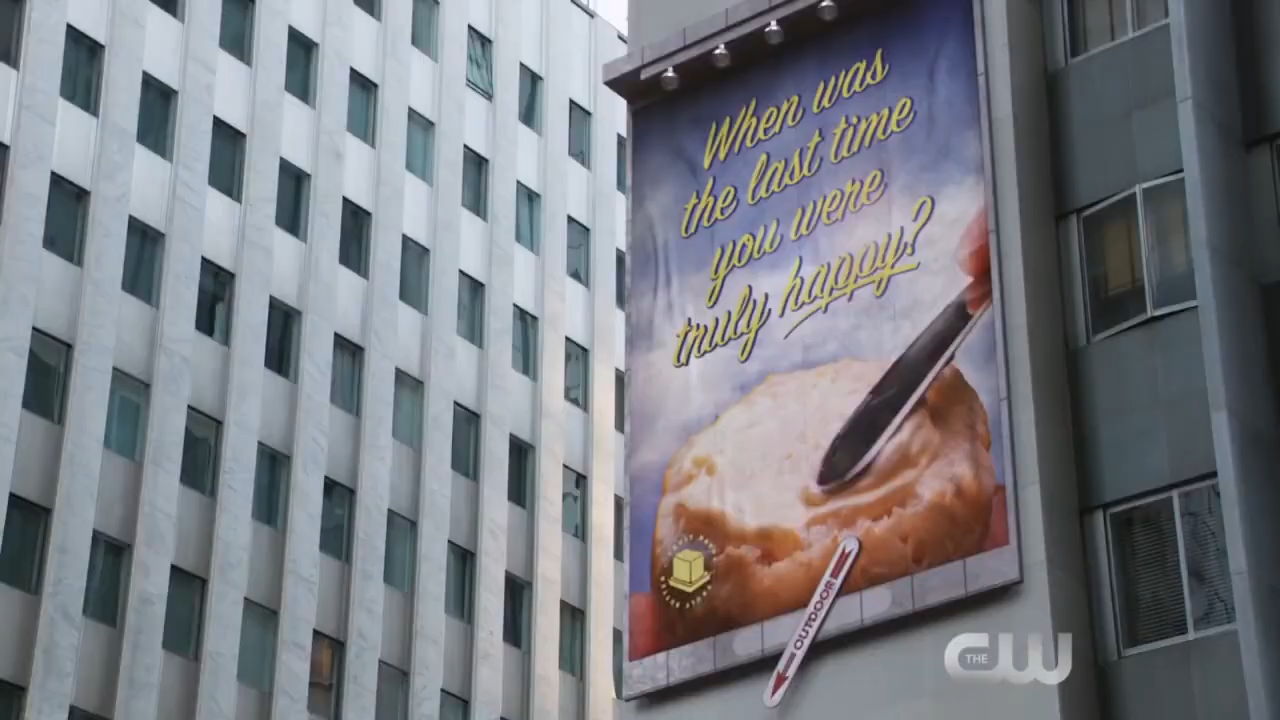 When was
the last time
you were
truly happy?
OUTDOOR
THE CW